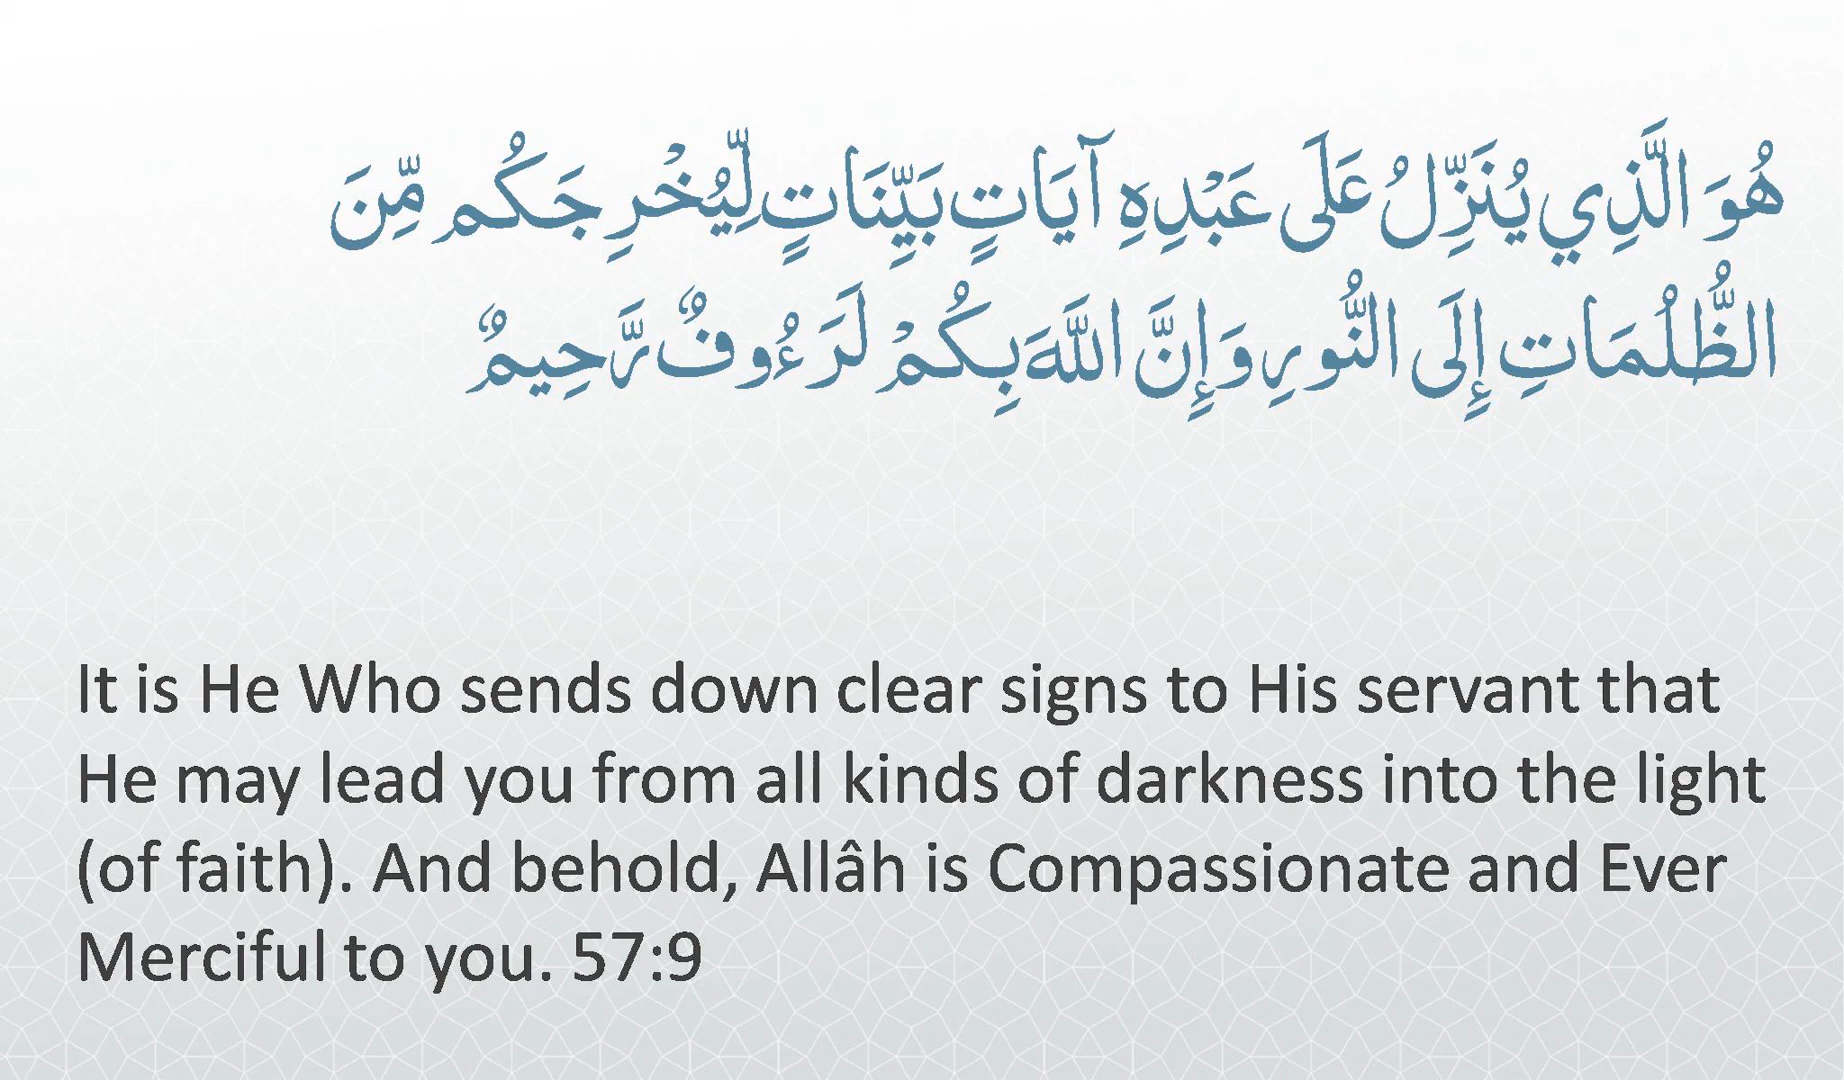 هُوَ الَّذِي يُنَزِّلُ عَلَى عَبْدِهِ آيَاتٍ بَيِّنَاتٍ لِّيُخْرِجَكُم مِّنَ
الظُّلُمَاتِ إِلَى النُّورِ وَإِنَّ اللَّهَ بِكُمْ لَرَءُوفٌ رَّحِيمٌ
It is He Who sends down clear signs to His servant that
He may lead you from all kinds of darkness into the light
(of faith). And behold, Allâh is Compassionate and Ever
Merciful to you. 57:9